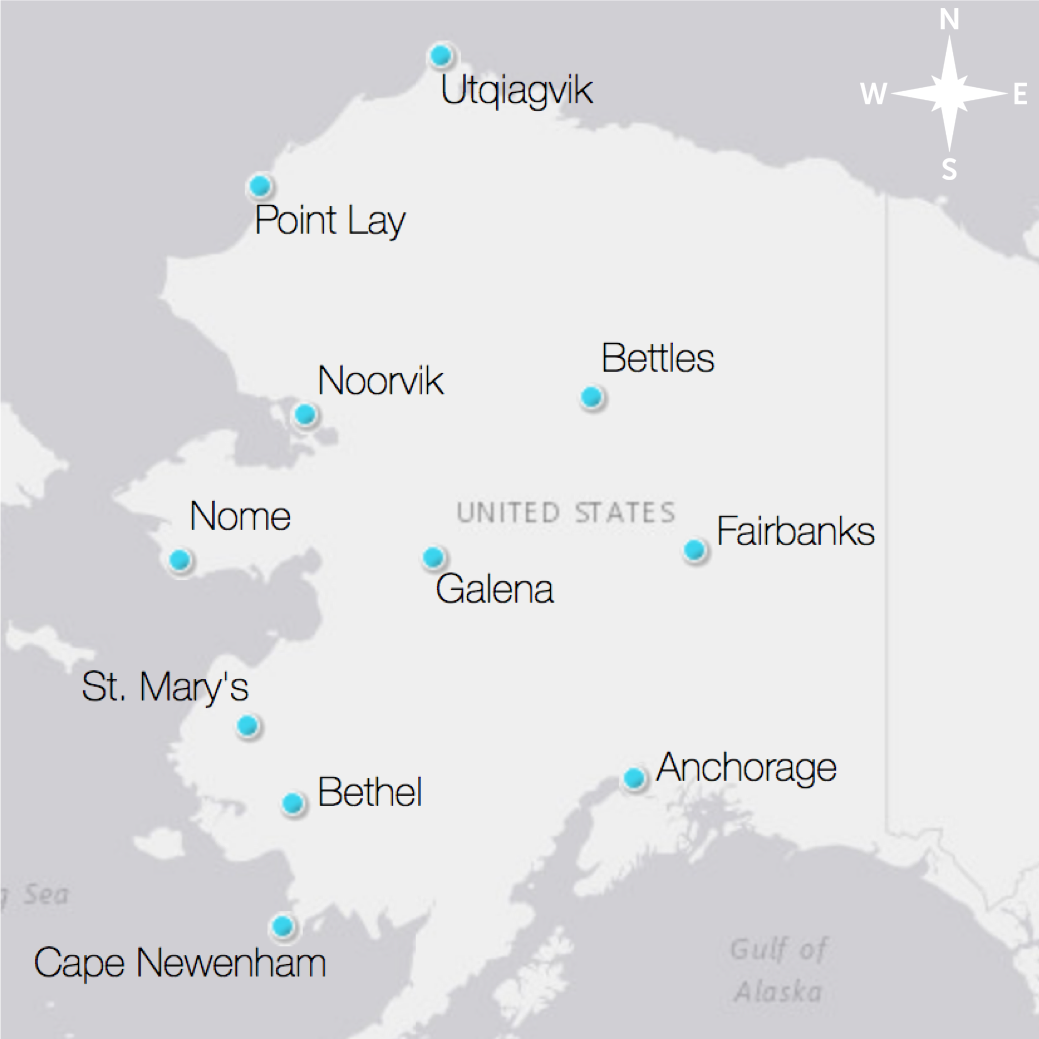 N
Utqiagvik
W
E
S
Point Lay
Bettles
Noorvik
Nome
UNITED STATES
Fairbanks
Galena
St. Mary's
Anchorage
Bethel
Sea
Gulf of
Alaska
Cape Newenham